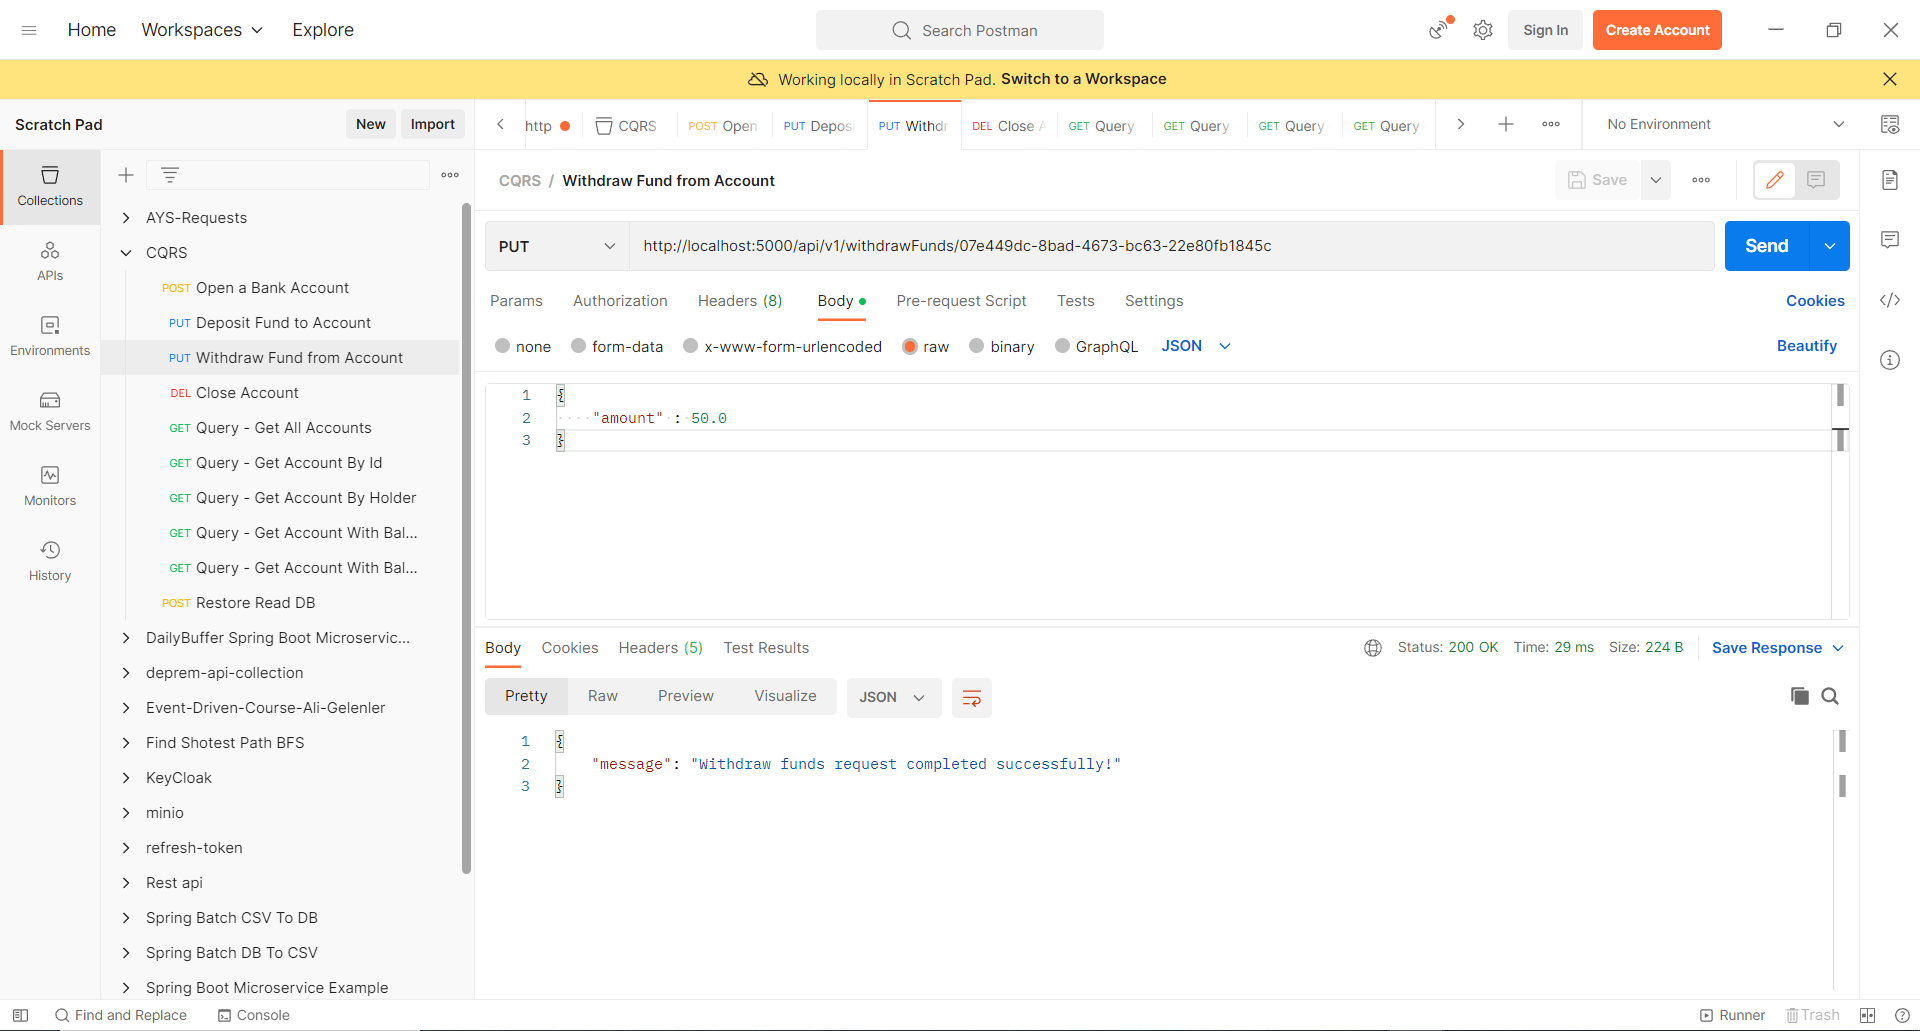 Home Workspaces Explore Search Postman Sign In Create Account
Working locally in Scratch Pad. Switch to a Workspace
Scratch Pad New Import
http CQRS POST Open PUT Depos PUT Withdr DEL Close A GET Query GET Query GET Query GET Query No Environment
Collections
APIs
Environments
Mock Servers
Monitors
History
AYS-Requests
CQRS
POST Open a Bank Account
PUT Deposit Fund to Account
PUT Withdraw Fund from Account
DEL Close Account
GET Query - Get All Accounts
GET Query - Get Account By Id
GET Query - Get Account By Holder
GET Query - Get Account With Bal...
GET Query - Get Account With Bal...
POST Restore Read DB
DailyBuffer Spring Boot Microservic...
deprem-api-collection
Event-Driven-Course-Ali-Gelenler
Find Shotest Path BFS
KeyCloak
minio
refresh-token
Rest api
Spring Batch CSV To DB
Spring Batch DB To CSV
Spring Boot Microservice Example
CQRS / Withdraw Fund from Account Save
PUT http://localhost:5000/api/v1/withdrawFunds/07e449dc-8bad-4673-bc63-22e80fb1845c Send
Params Authorization Headers (8) Body Pre-request Script Tests Settings Cookies
none form-data x-www-form-urlencoded raw binary GraphQL JSON Beautify
1 {
2 "amount" : 50.0
3 }
Body Cookies Headers (5) Test Results Status: 200 OK Time: 29 ms Size: 224 B Save Response
Pretty Raw Preview Visualize JSON
1 {
2 "message": "Withdraw funds request completed successfully!"
3 }
Find and Replace Console Runner Trash